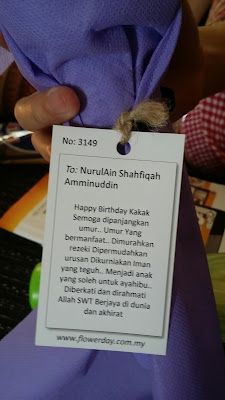 No: 3149
To: NurulAin Shahfiqah
Amminuddin
Happy Birthday Kakak
Semoga dipanjangkan
umur.. Umur Yang
bermanfaat.. Dimurahkan
rezeki Dipermudahkan
urusan Dikurniakan Iman
yang teguh.. Menjadi anak
yang soleh untuk ayahibu..
Diberkati dan dirahmati
Allah SWT Berjaya di dunia
dan akhirat
www.flowerday.com.my